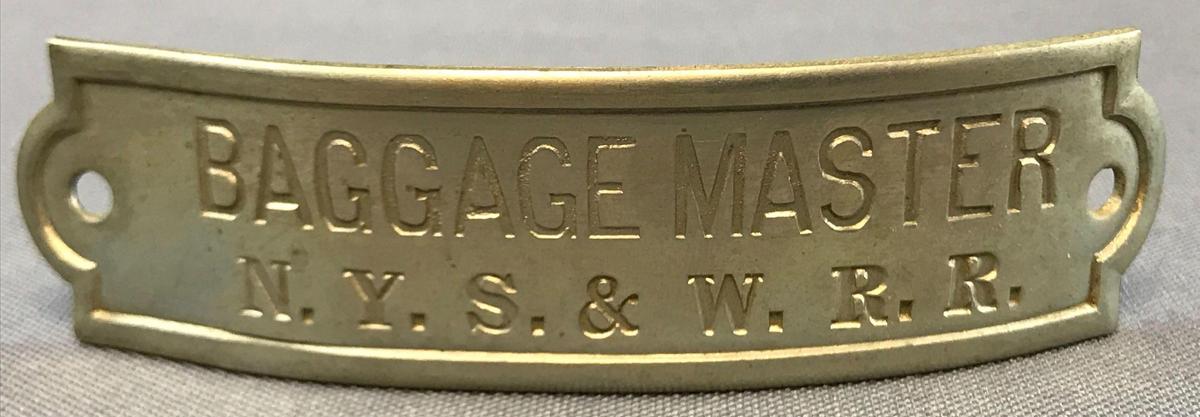 BAGGAGE MASTER
N. Y. S. & W. R. R.